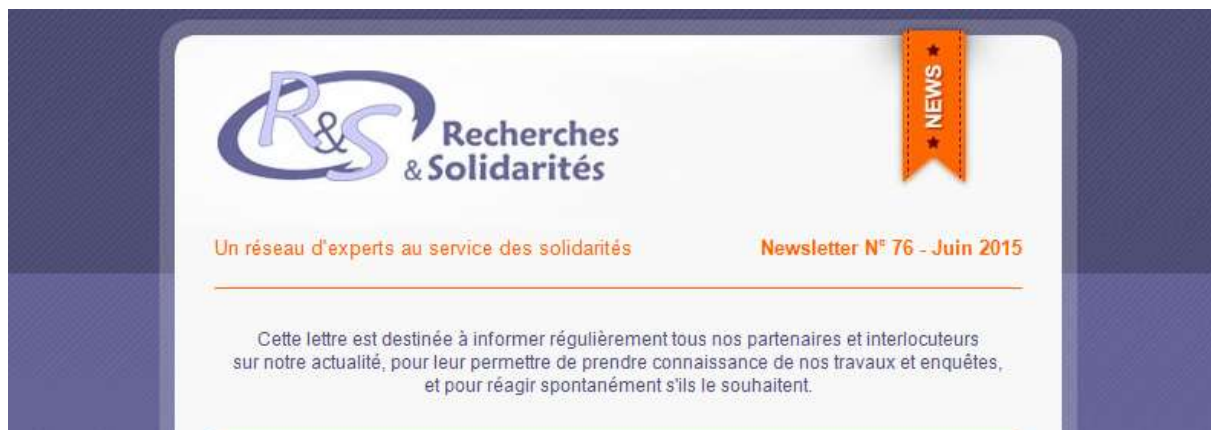 NEWS
R&S
Recherches
& Solidarités
Un réseau d'experts au service des solidarités
Newsletter N° 76 - Juin 2015
Cette lettre est destinée à informer régulièrement tous nos partenaires et interlocuteurs
sur notre actualité, pour leur permettre de prendre connaissance de nos travaux et enquêtes,
et pour réagir spontanément s'ils le souhaitent.